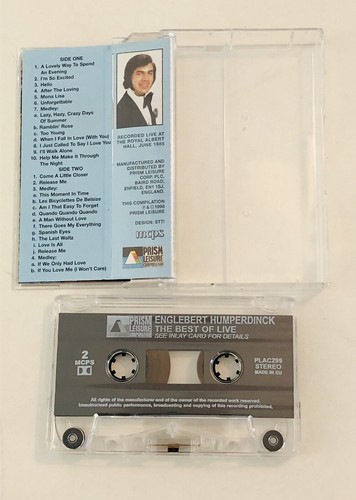 SIDE ONE
1. A Lovely Way To Spend
An Evening
2. I'm So Excited
3. Hello
4. After The Loving
5. Mona Lisa
6. Unforgettable
7. Medley:
a. Lazy, Hazy, Crazy Days
Of Summer
b. Ramblin' Rose
c. Too Young
d. When I Fall In Love (With You)
8. I Just Called To Say I Love You
9. I'll Walk Alone
10. Help Me Make It Through
The Night
SIDE TWO
1. Come A Little Closer
2. Release Me
3. Medley:
a. This Moment In Time
b. Les Bicyclettes De Belsize
c. Am I That Easy To Forget
d. Quando Quando Quando
e. A Man Without Love
f. There Goes My Everything
g. Spanish Eyes
h. The Last Waltz
i. Love Is All
j. Release Me
4. Medley:
a. If We Only Had Love
b. If You Love Me (I Won't Care)
RECORDED LIVE AT
THE ROYAL ALBERT
HALL, JUNE 1985
MANUFACTURED AND
DISTRIBUTED BY
PRISM LEISURE
CORP. PLC.
BAIRD ROAD,
ENFIELD, EN1 1SJ,
ENGLAND.
THIS COMPILATION
PRISM LEISURE
DESIGN: STTI
mcps
PRISM
LEISURE
CORPORATION PLC
PRISM
LEISURE
CORPORATION PLC
ENGLEBERT HUMPERDINCK
THE BEST OF LIVE
SEE INLAY CARD FOR DETAILS
2
MCPS
PLAC299
STEREO
MADE IN EU
All rights of the manufacturer and of the owner of the recorded work reserved.
Unauthorised public performance, broadcasting and copying of this recording prohibited.